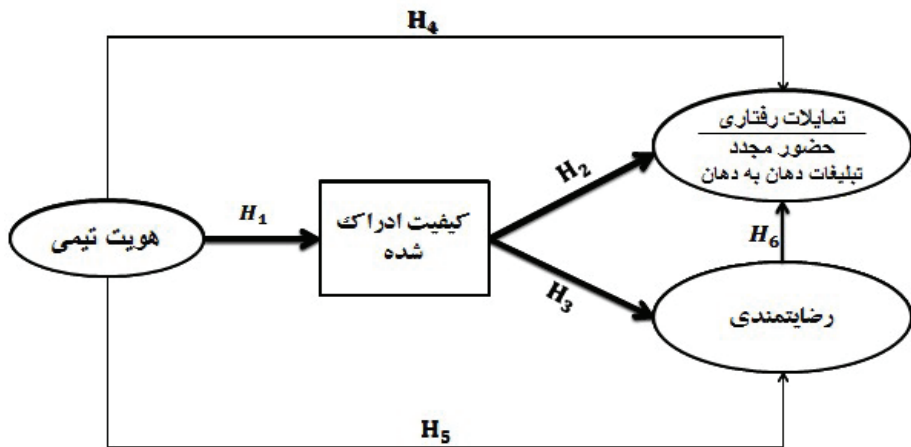 H₄
تمایلات رفتاری
حضور مجدد
تبلیغات دهان به دهان
H₂
H₁
کیفیت ادراک
شده
هویت تیمی
H₆
H₃
رضایتمندی
H₅